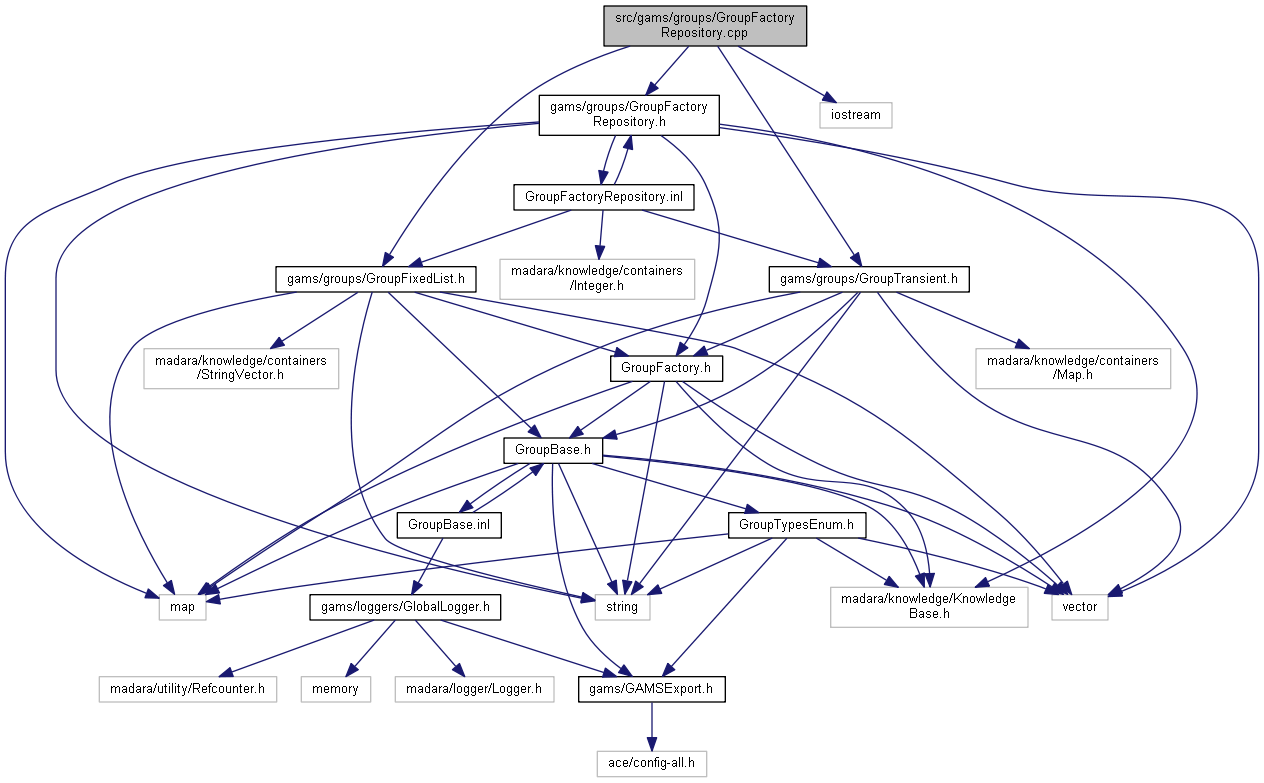 src/gams/groups/GroupFactory
Repository.cpp
gams/groups/GroupFactory
Repository.h
iostream
GroupFactoryRepository.inl
madara/knowledge/containers
/Integer.h
gams/groups/GroupFixedList.h
gams/groups/GroupTransient.h
madara/knowledge/containers
/StringVector.h
GroupFactory.h
madara/knowledge/containers
/Map.h
GroupBase.h
GroupBase.inl
GroupTypesEnum.h
map
gams/loggers/GlobalLogger.h
string
madara/knowledge/Knowledge
Base.h
vector
madara/utility/Refcounter.h
memory
madara/logger/Logger.h
gams/GAMSExport.h
ace/config-all.h